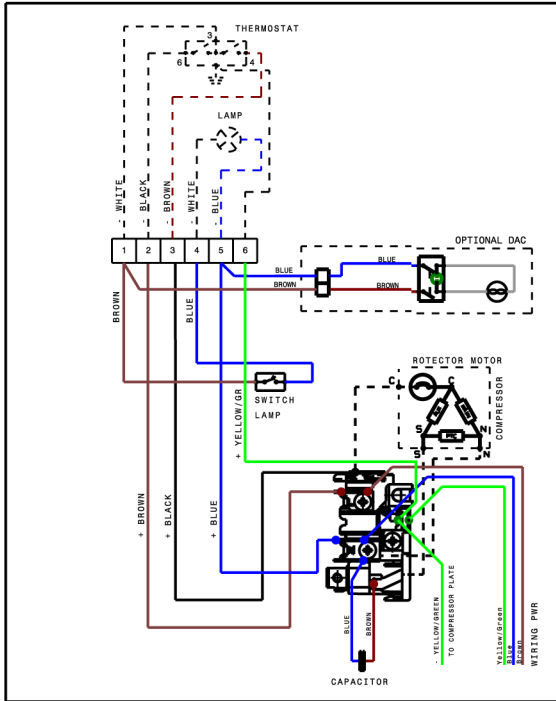 THERMOSTAT
3
6
4
LAMP
- WHITE
- BLACK
- BROWN
- WHITE
- BLUE
1
2
3
4
5
6
OPTIONAL DAC
BLUE
BLUE
BROWN
BROWN
BROWN
BLUE
+ YELLOW/GR
SWITCH
LAMP
ROTECTOR MOTOR
COMPRESSOR
C
C
S
N
PTC
S
N
+ BROWN
+ BLACK
+ BLUE
BLUE
BROWN
CAPACITOR
- YELLOW/GREEN
TO COMPRESSOR PLATE
Yellow/Green
Blue
Brown
WIRING PWR